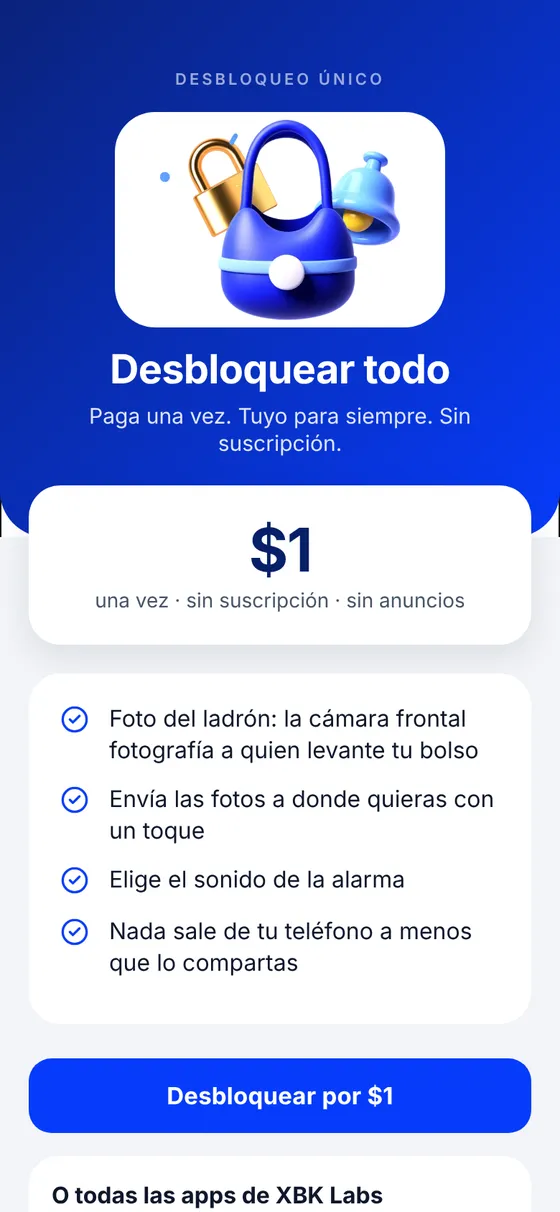 DESBLOQUEO ÚNICO
Desbloquear todo
Paga una vez. Tuyo para siempre. Sin
suscripción.
$1
una vez · sin suscripción · sin anuncios
Foto del ladrón: la cámara frontal
fotografía a quien levante tu bolso
Envía las fotos a donde quieras con
un toque
Elige el sonido de la alarma
Nada sale de tu teléfono a menos
que lo compartas
Desbloquear por $1
O todas las apps de XBK Labs